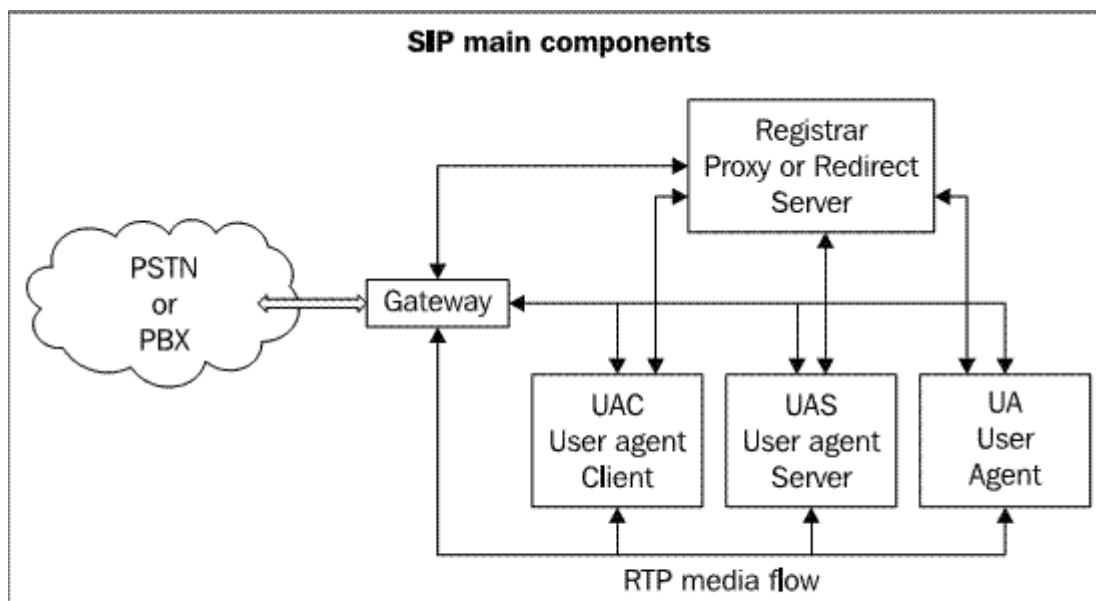 SIP main components
Registrar
Proxy or Redirect
Server
PSTN
or
PBX
Gateway
UAC
User agent
Client
UAS
User agent
Server
UA
User
Agent
RTP media flow